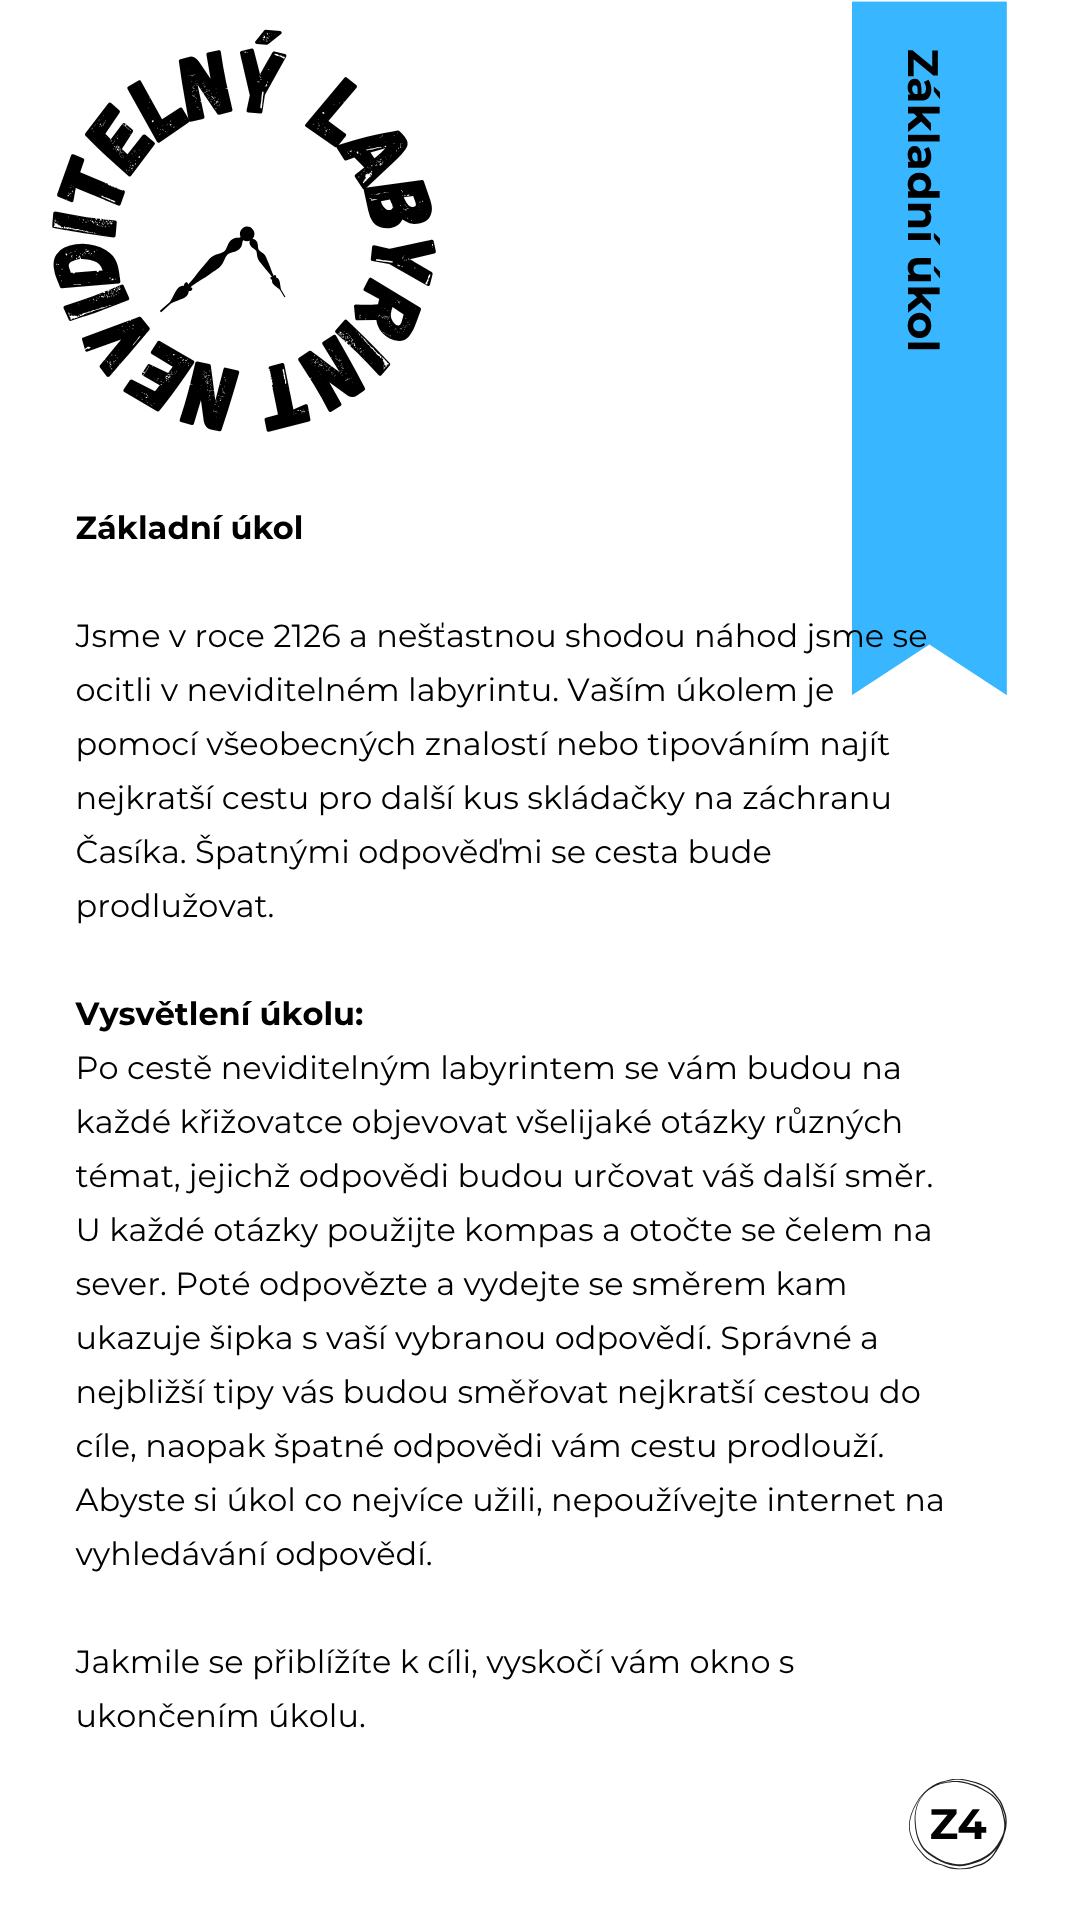 NEVIDITELNÝ LABYRINT
Základní úkol
Základní úkol
Jsme v roce 2126 a nešťastnou shodou náhod jsme se
ocitli v neviditelném labyrintu. Vaším úkolem je
pomocí všeobecných znalostí nebo tipováním najít
nejkratší cestu pro další kus skládačky na záchranu
Časíka. Špatnými odpověďmi se cesta bude
prodlužovat.
Vysvětlení úkolu:
Po cestě neviditelným labyrintem se vám budou na
každé křižovatce objevovat všelijaké otázky různých
témat, jejichž odpovědi budou určovat váš další směr.
U každé otázky použijte kompas a otočte se čelem na
sever. Poté odpovězte a vydejte se směrem kam
ukazuje šipka s vaší vybranou odpovědí. Správné a
nejbližší tipy vás budou směřovat nejkratší cestou do
cíle, naopak špatné odpovědi vám cestu prodlouží.
Abyste si úkol co nejvíce užili, nepoužívejte internet na
vyhledávání odpovědí.
Jakmile se přiblížíte k cíli, vyskočí vám okno s
ukončením úkolu.
Z4